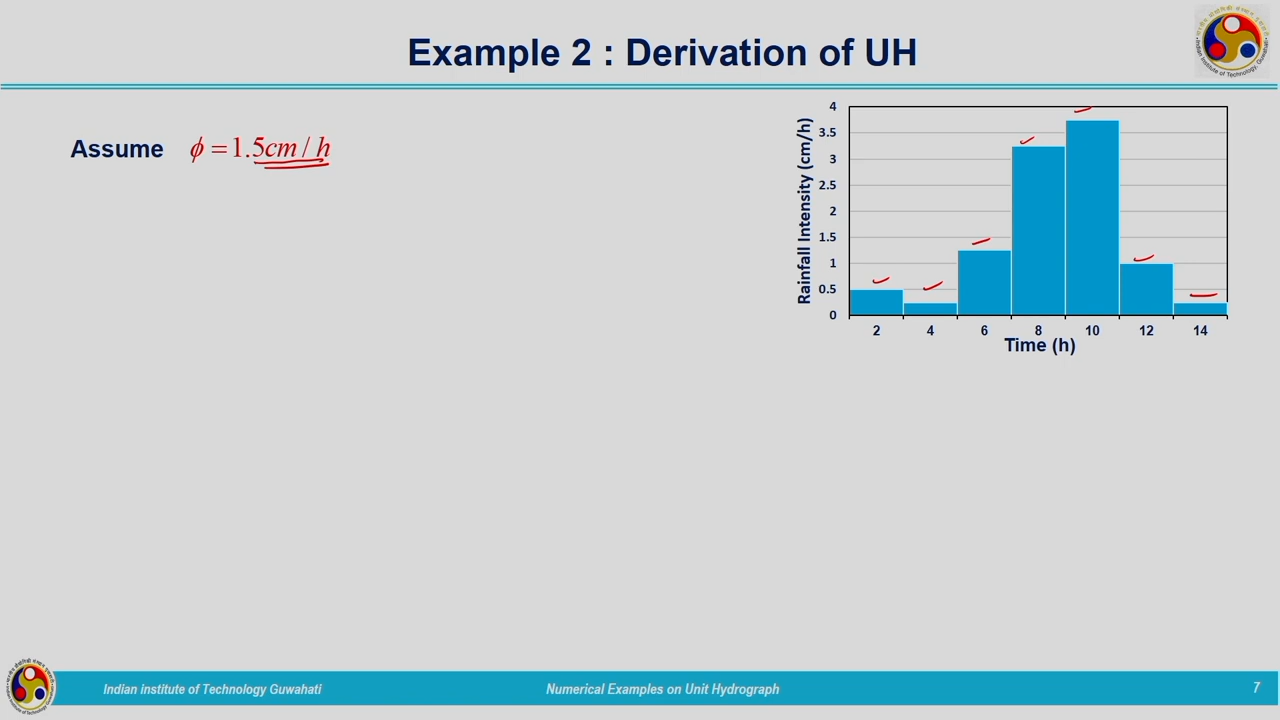 Example 2 : Derivation of UH
Assume ϕ = 1.5cm / h
Rainfall Intensity (cm/h)
4
3.5
3
2.5
2
1.5
1
0.5
0
2 4 6 8 10 12 14
Time (h)
Indian institute of Technology Guwahati
Numerical Examples on Unit Hydrograph
7